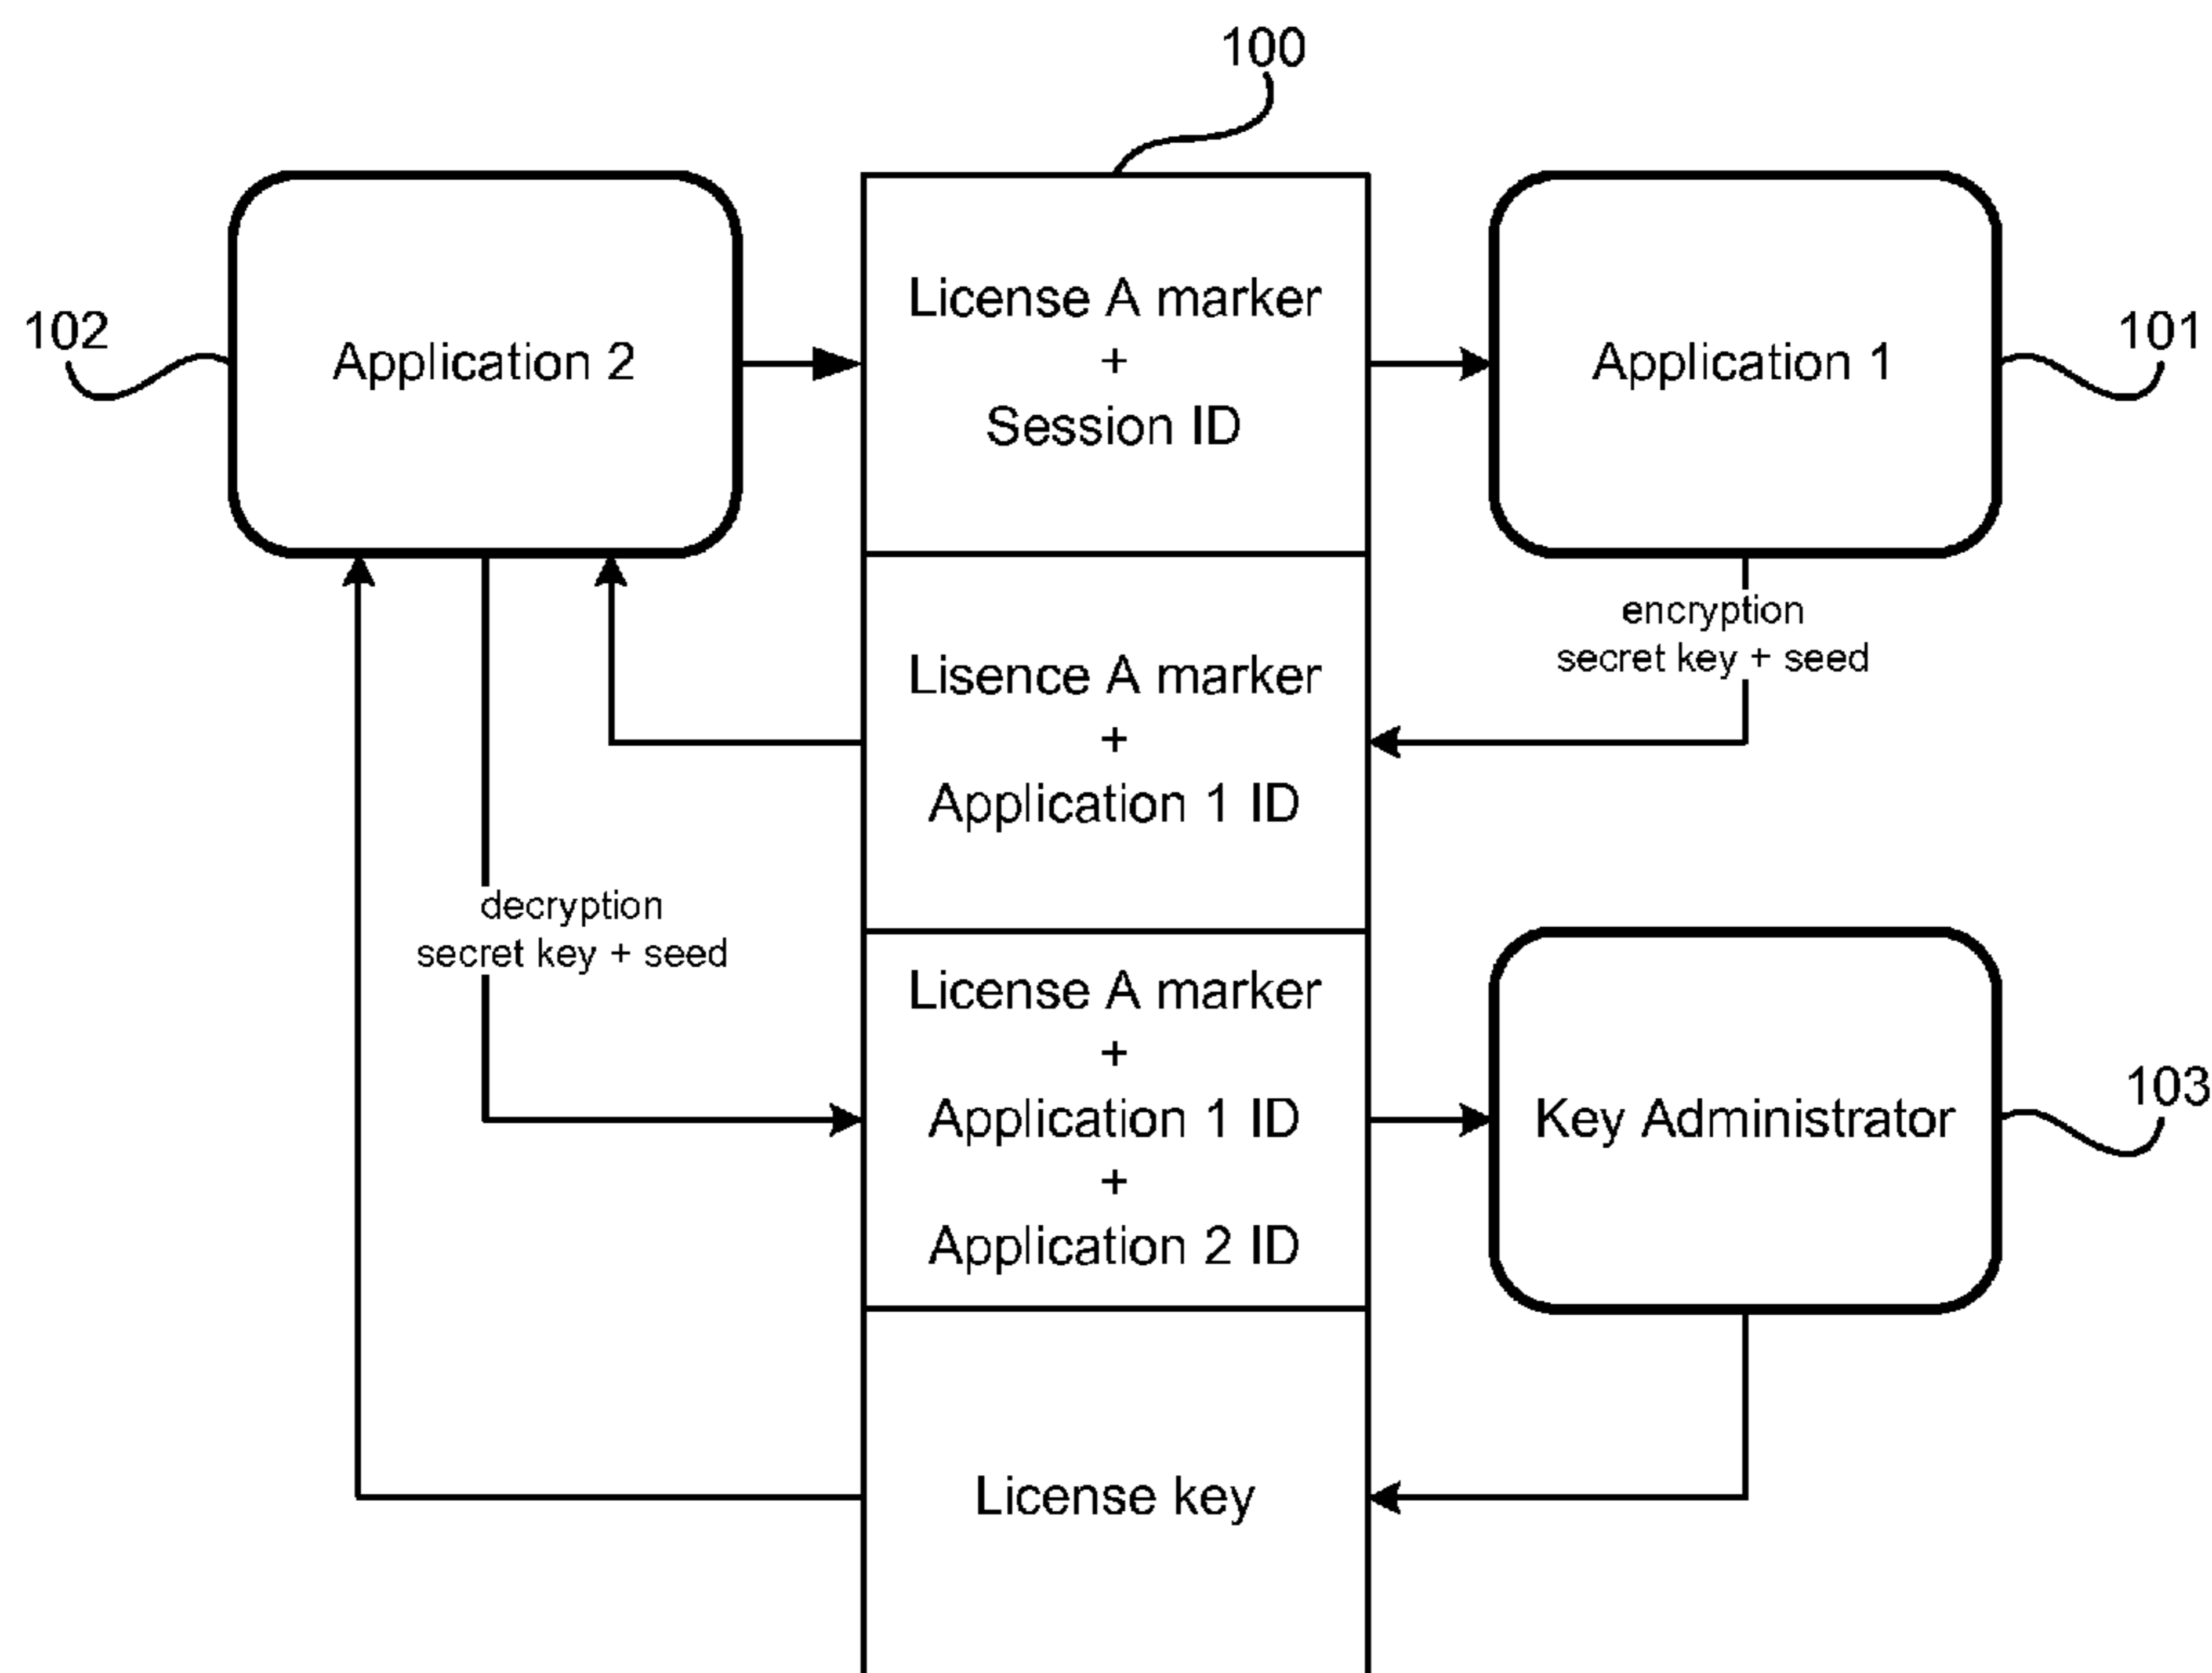 100
102
Application 2
License A marker
+
Session ID
Application 1
101
encryption
secret key + seed
Lisence A marker
+
Application 1 ID
decryption
secret key + seed
License A marker
+
Application 1 ID
+
Application 2 ID
Key Administrator
103
License key